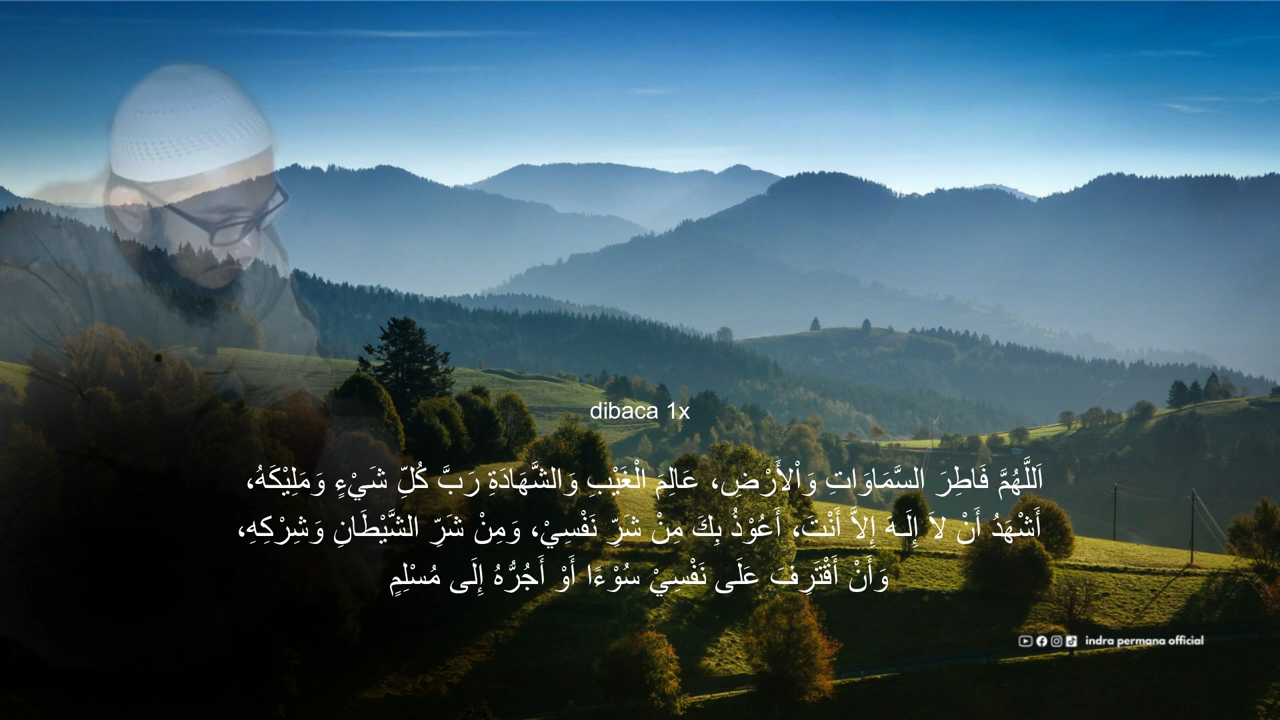 dibaca 1x
اَللَّهُمَّ فَاطِرَ السَّمَاوَاتِ وَاْلأَرْضِ، عَالِمَ الْغَيْبِ وَالشَّهَادَةِ رَبَّ كُلِّ شَيْءٍ وَمَلِيْكَهُ،
أَشْهَدُ أَنْ لاَ إِلَـهَ إِلاَّ أَنْتَ، أَعُوْذُ بِكَ مِنْ شَرِّ نَفْسِيْ، وَمِنْ شَرِّ الشَّيْطَانِ وَشِرْكِهِ،
وَأَنْ أَقْتَرِفَ عَلَى نَفْسِيْ سُوْءًا أَوْ أَجُرُّهُ إِلَى مُسْلِمٍ
indra permana official